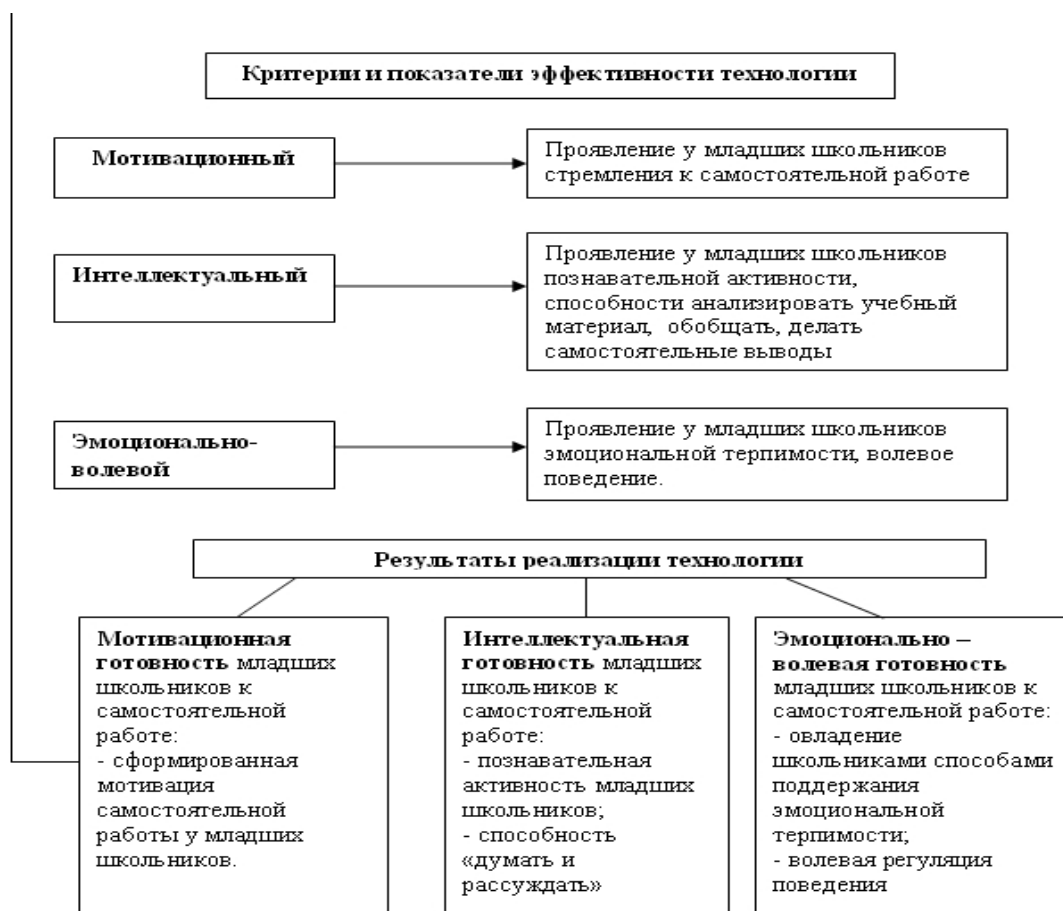 Критерии и показатели эффективности технологии
Мотивационный
Проявление у младших школьников
стремления к самостоятельной работе
Интеллектуальный
Проявление у младших школьников
познавательной активности,
способности анализировать учебный
материал, обобщать, делать
самостоятельные выводы
Эмоционально-
волевой
Проявление у младших школьников
эмоциональной терпимости, волевое
поведение.
Результаты реализации технологии
Мотивационная
готовность младших
школьников к
самостоятельной
работе:
- сформированная
мотивация
самостоятельной
работы у младших
школьников.
Интеллектуальная
готовность младших
школьников к
самостоятельной
работе:
- познавательная
активность младших
школьников;
- способность
«думать и
рассуждать»
Эмоционально –
волевая готовность
младших школьников к
самостоятельной работе:
- овладение
школьниками способами
поддержания
эмоциональной
терпимости;
- волевая регуляция
поведения